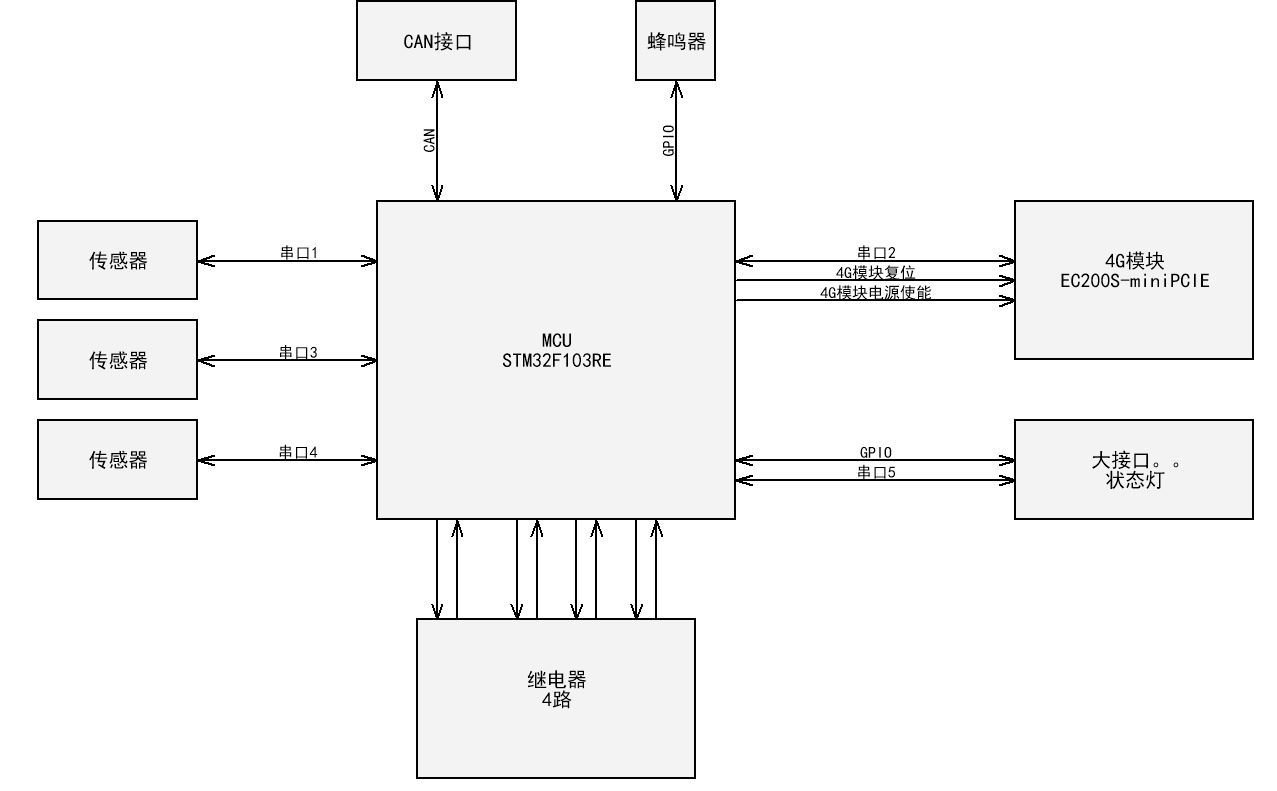 CAN接口
蜂鸣器
CAN
GPIO
传感器
串口1
传感器
串口3
传感器
串口4
MCU
STM32F103RE
串口2
4G模块复位
4G模块电源使能
4G模块
EC200S-miniPCIE
GPIO
串口5
大接口。。
状态灯
继电器
4路